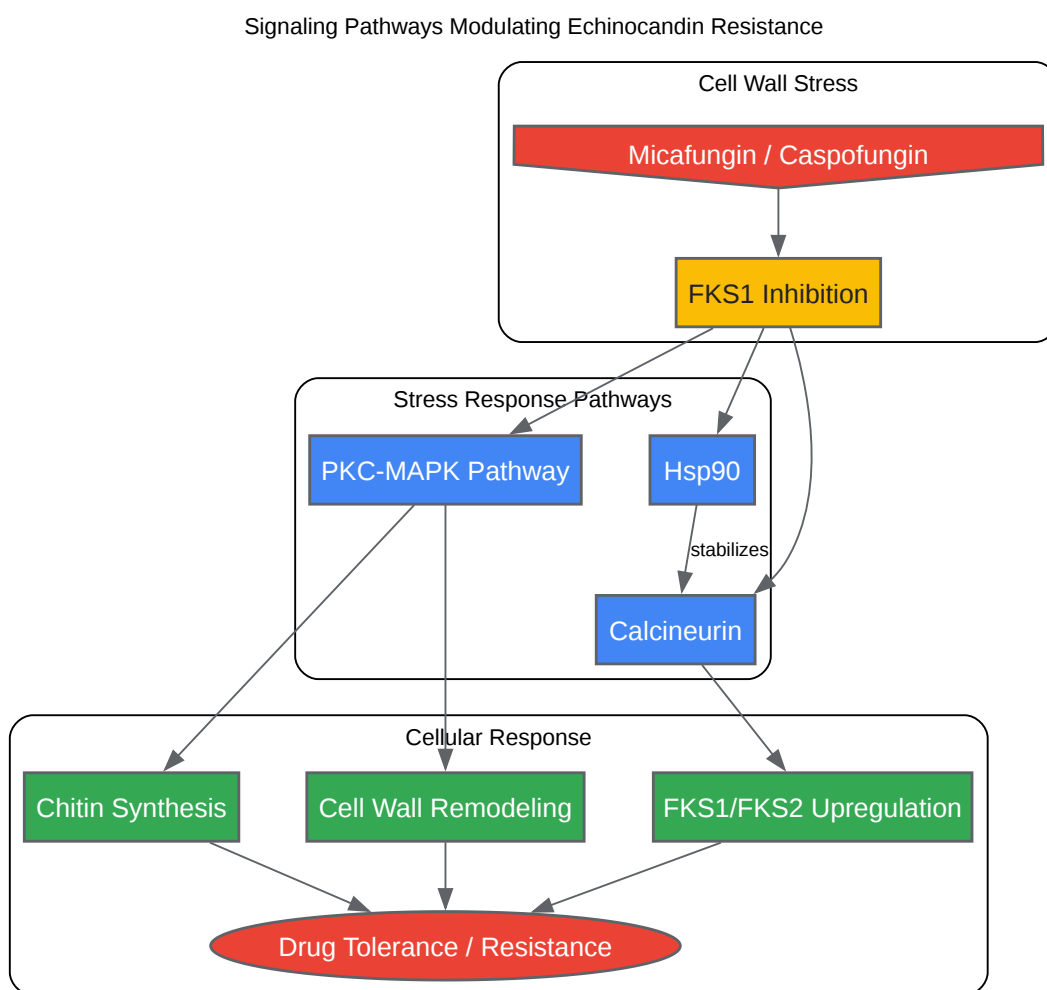 Signaling Pathways Modulating Echinocandin Resistance
Cell Wall Stress
Micafungin / Caspofungin
FKS1 Inhibition
Stress Response Pathways
PKC-MAPK Pathway
Hsp90
stabilizes
Calcineurin
Cellular Response
Chitin Synthesis
Cell Wall Remodeling
FKS1/FKS2 Upregulation
Drug Tolerance / Resistance